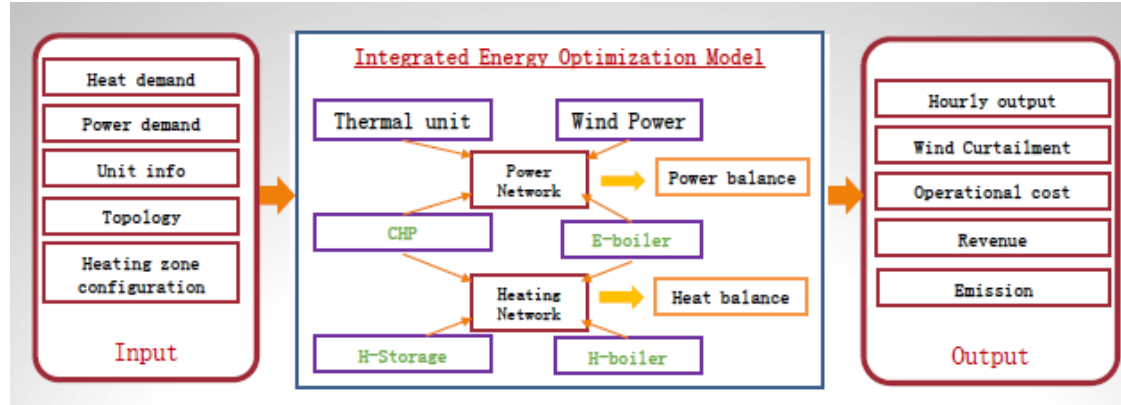 Heat demand
Power demand
Unit info
Topology
Heating zone
configuration
Input
Integrated Energy Optimization Model
Thermal unit
Wind Power
Power
Network
Power balance
CHP
E-boiler
Heating
Network
Heat balance
H-Storage
H-boiler
Hourly output
Wind Curtailment
Operational cost
Revenue
Emission
Output